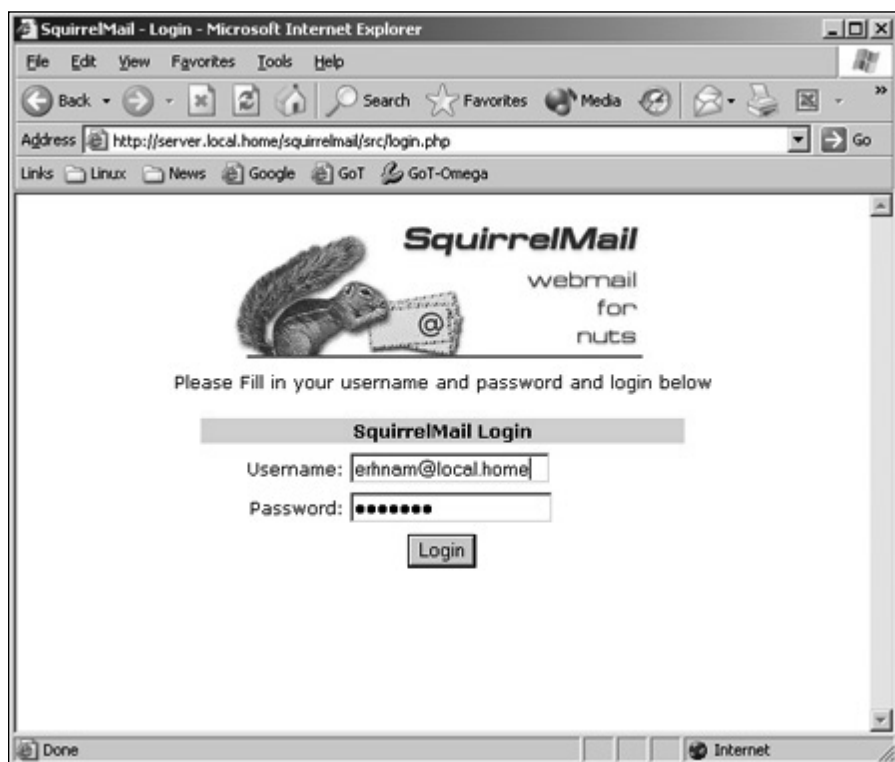 SquirrelMail - Login - Microsoft Internet Explorer
File Edit View Favorites Tools Help
Back Search Favorites Media »
Address http://server.local.home/squirrelmail/src/login.php Go
Links Linux News Google GoT GoT-Omega
SquirrelMail
webmail
for
nuts
@
Please Fill in your username and password and login below
SquirrelMail Login
Username: erhnam@local.home
Password: •••••••
Login
Done Internet